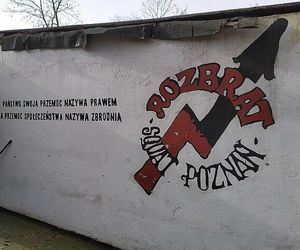 PAŃSTWO SWOJĄ PRZEMOC NAZYWA PRAWEM
A PRZEMOC SPOŁECZEŃSTWA NAZYWA ZBRODNIĄ
ROZBRAT
SQUAT
POZNAŃ